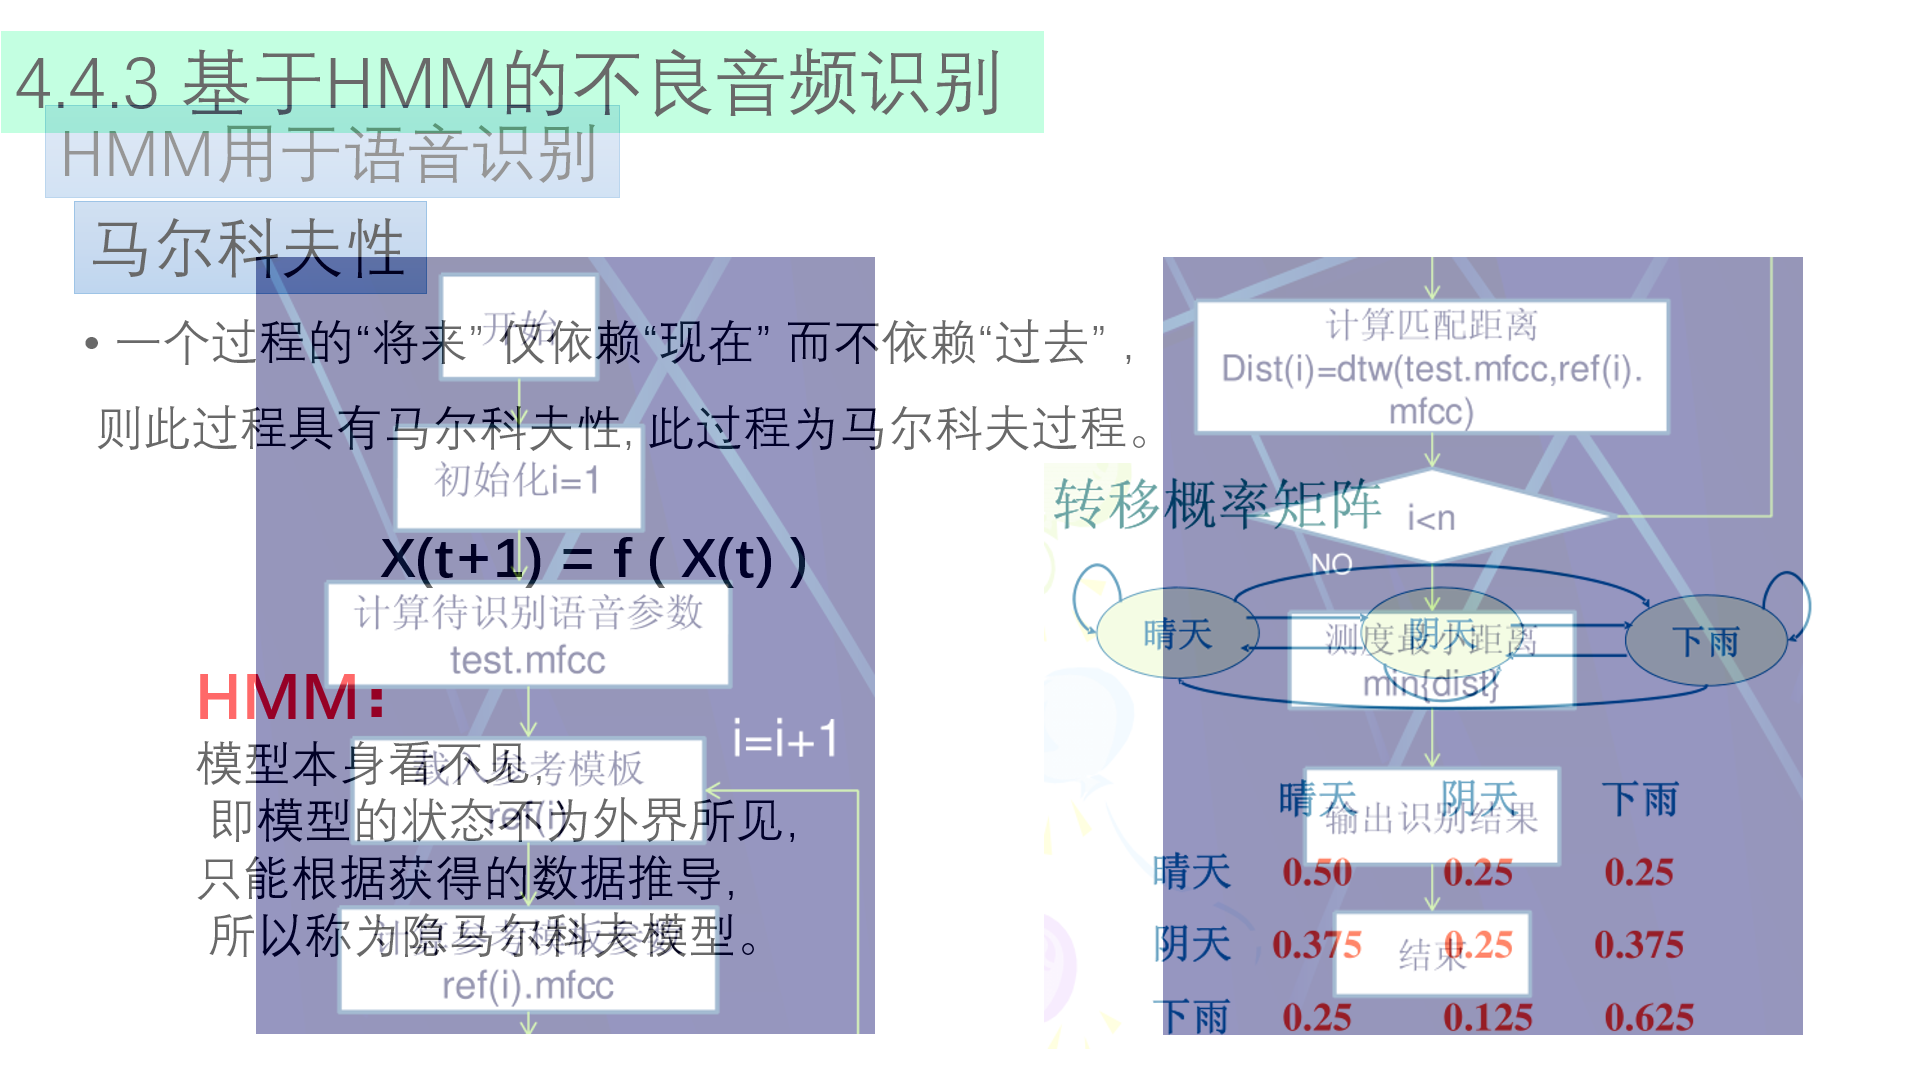 4.4.3 基于HMM的不良音频识别
HMM用于语音识别
马尔科夫性
• 一个过程的“将来” 仅依赖“现在” 而不依赖“过去” ,
则此过程具有马尔科夫性, 此过程为马尔科夫过程。
X(t+1) = f ( X(t) )
HMM：
模型本身看不见,
即模型的状态不为外界所见,
只能根据获得的数据推导,
所以称为隐马尔科夫模型。
开始
初始化i=1
计算待识别语音参数
test.mfcc
载入参考模板
ref(i)
i=i+1
计算参考模板参数
ref(i).mfcc
计算匹配距离
Dist(i)=dtw(test.mfcc,ref(i).
mfcc)
i<n
NO
测度最小距离
min{dist}
输出识别结果
结束
转移概率矩阵
晴天 阴天 下雨
晴天 阴天 下雨
晴天 0.50 0.25 0.25
阴天 0.375 0.25 0.375
下雨 0.25 0.125 0.625